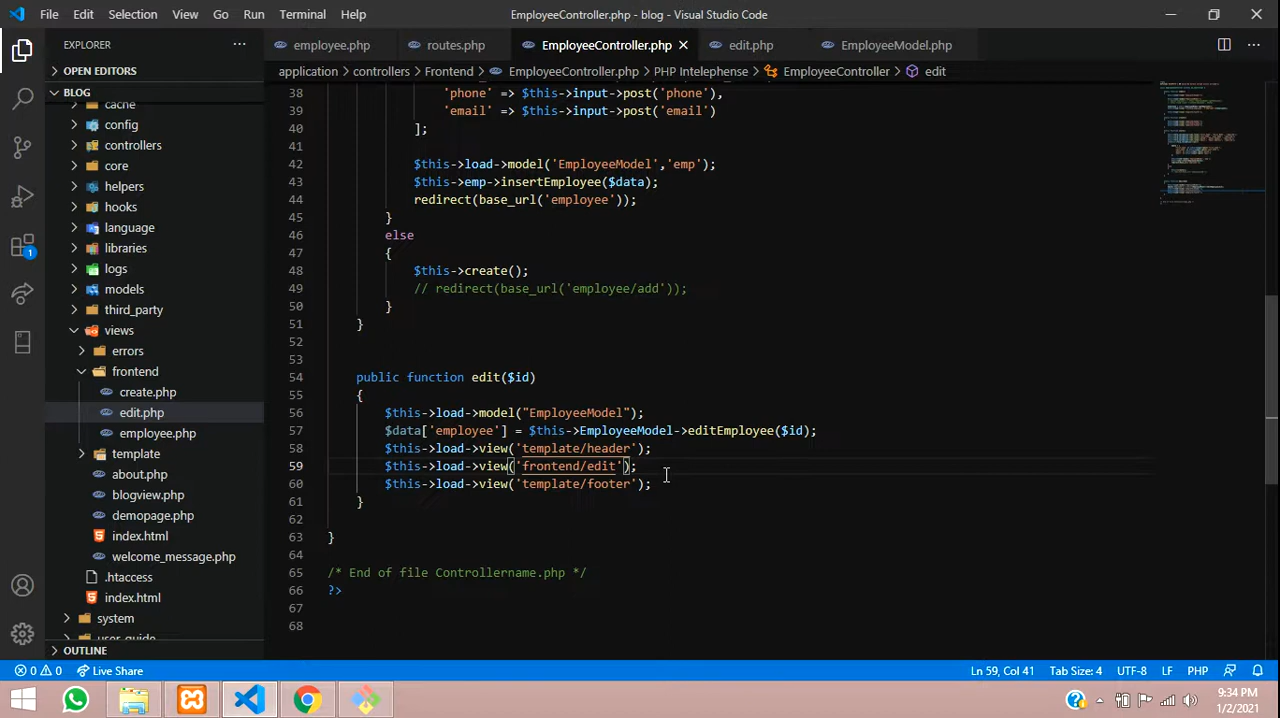 File Edit Selection View Go Run Terminal Help
EmployeeController.php - blog - Visual Studio Code
EXPLORER
employee.php routes.php EmployeeController.php edit.php EmployeeModel.php
OPEN EDITORS
application > controllers > Frontend > EmployeeController.php > PHP Intelephense > EmployeeController > edit
BLOG
cache
config
controllers
core
helpers
hooks
language
libraries
logs
models
third_party
views
errors
frontend
create.php
edit.php
employee.php
template
about.php
blogview.php
demopage.php
index.html
welcome_message.php
.htaccess
index.html
system
user_guide
OUTLINE
38 'phone' => $this->input->post('phone'),
39 'email' => $this->input->post('email')
40 ];
41
42 $this->load->model('EmployeeModel','emp');
43 $this->emp->insertEmployee($data);
44 redirect(base_url('employee'));
45 }
46 else
47 {
48 $this->create();
49 // redirect(base_url('employee/add'));
50 }
51 }
52
53
54 public function edit($id)
55 {
56 $this->load->model("EmployeeModel");
57 $data['employee'] = $this->EmployeeModel->editEmployee($id);
58 $this->load->view('template/header');
59 $this->load->view('frontend/edit');
60 $this->load->view('template/footer');
61 }
62
63 }
64
65 /* End of file Controllername.php */
66 ?>
67
68
1
0 0 Live Share
Ln 59, Col 41 Tab Size: 4 UTF-8 LF PHP
9:34 PM
1/2/2021